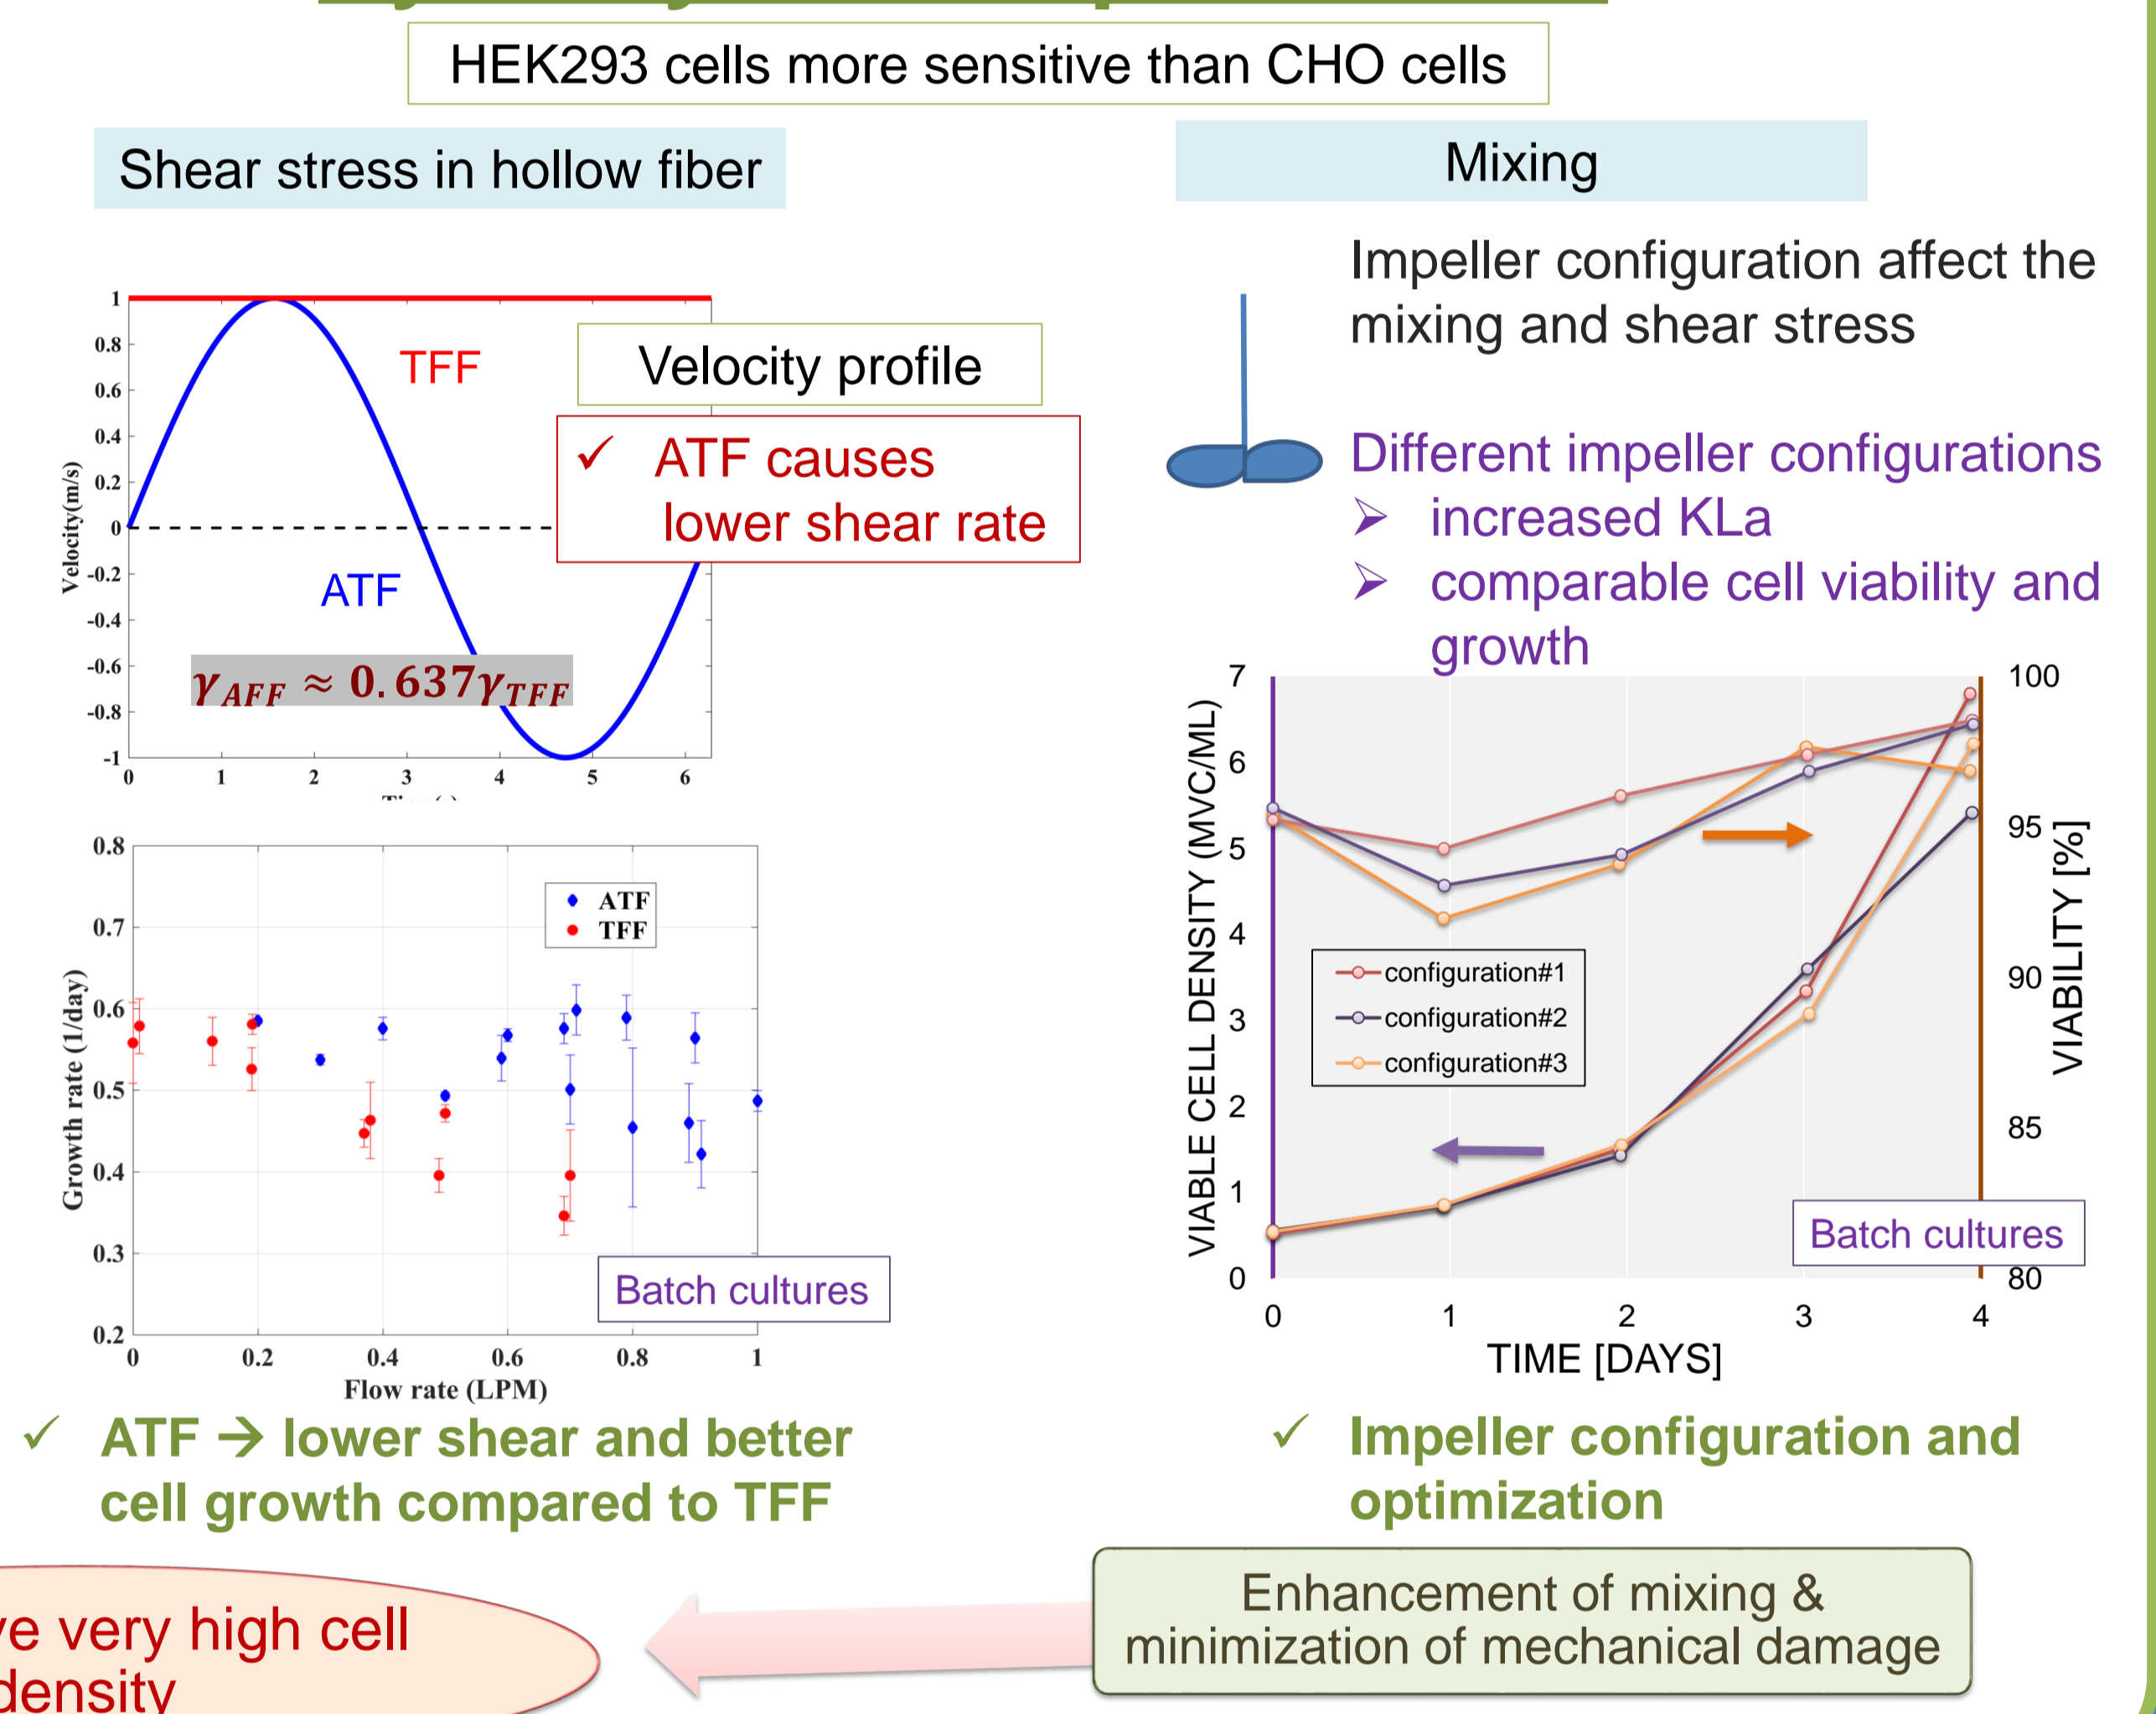 HEK293 cells more sensitive than CHO cells
Shear stress in hollow fiber
1
0.8
0.6
0.4
0.2
0
-0.2
-0.4
-0.6
-0.8
-1
Velocity(m/s)
TFF
ATF
γAFF ≈ 0.637γTFF
0 1 2 3 4 5 6
Velocity profile
✓ ATF causes
lower shear rate
0.8
0.7
0.6
0.5
0.4
0.3
0.2
Growth rate (1/day)
ATF
TFF
Batch cultures
0 0.2 0.4 0.6 0.8 1
Flow rate (LPM)
✓ ATF → lower shear and better
cell growth compared to TFF
Mixing
Impeller configuration affect the
mixing and shear stress
Different impeller configurations
➢ increased KLa
➢ comparable cell viability and
growth
7
6
5
4
3
2
1
0
VIABLE CELL DENSITY (MVC/ML)
configuration#1
configuration#2
configuration#3
100
95
90
85
80
VIABILITY [%]
Batch cultures
0 1 2 3 4
TIME [DAYS]
✓ Impeller configuration and
optimization
Enhancement of mixing &
minimization of mechanical damage
very high cell
density